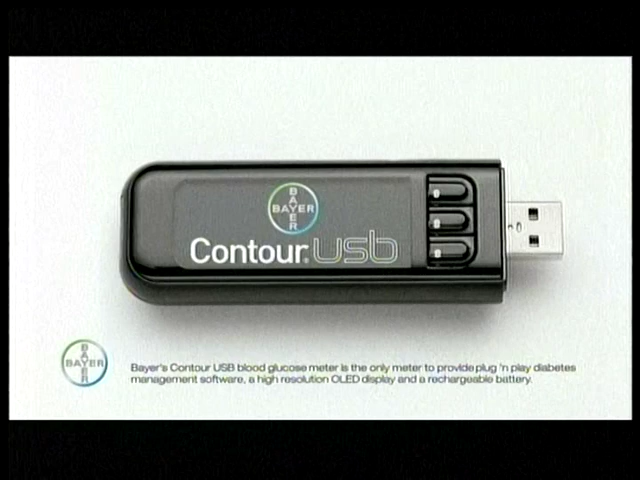 BAYER
BAYER
Contour usb
BAYER
BAYER
Bayer's Contour USB blood glucose meter is the only meter to provide plug 'n play diabetes
management software, a high resolution OLED display and a rechargeable battery.